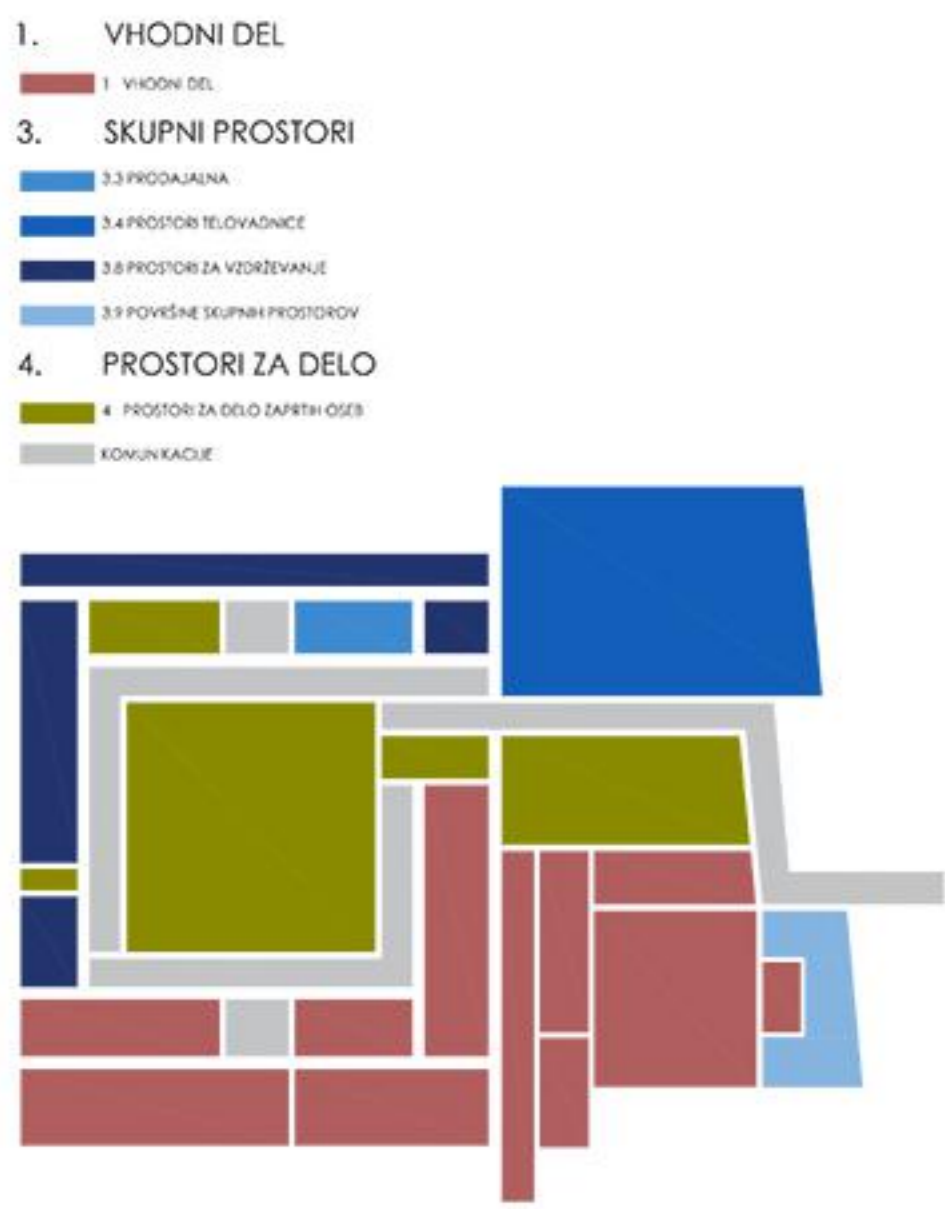 1. VHODNI DEL
1 VHODNI DEL
3. SKUPNI PROSTORI
3.3 PRODAJALNA
3.4 PROSTORI TELOVADNICE
3.8 PROSTORI ZA VZDRŽEVANJE
3.9 POVRŠINE SKUPNIH PROSTOROV
4. PROSTORI ZA DELO
4 PROSTORI ZA DELO ZAPRTIH OSEB
KOMUNIKACIJE